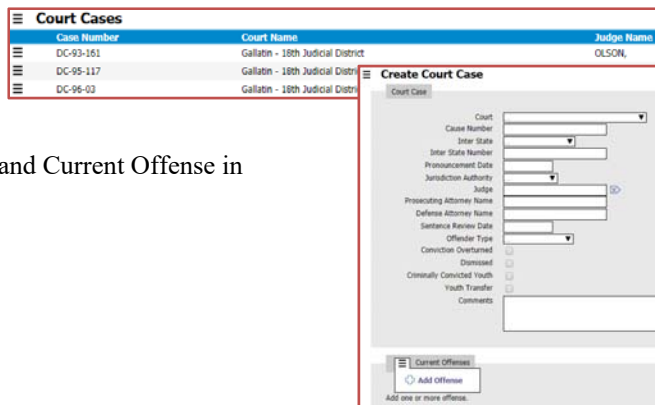 Court Cases
Case Number Court Name Judge Name
DC-93-161 Gallatin - 18th Judicial District OLSON,
DC-95-117 Gallatin - 18th Judicial Distri
DC-96-03 Gallatin - 18th Judicial Distri
and Current Offense in
Create Court Case
Court Case
Court
Cause Number
Inter State
Inter State Number
Pronouncement Date
Jurisdiction Authority
Judge
Prosecuting Attorney Name
Defense Attorney Name
Sentence Review Date
Offender Type
Conviction Overturned
Dismissed
Criminally Convicted Youth
Youth Transfer
Comments
Current Offenses
Add Offense
Add one or more offense.